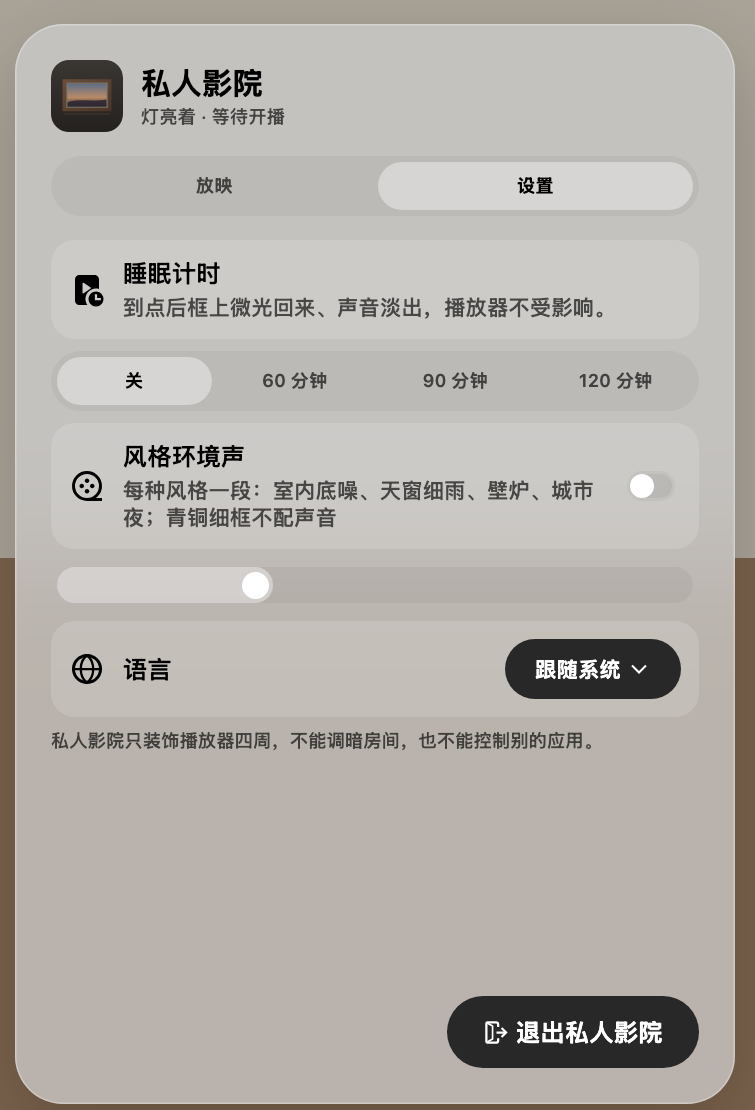 私人影院
灯亮着 · 等待开播
放映
设置
睡眠计时
到点后框上微光回来、声音淡出，播放器不受影响。
关
60 分钟
90 分钟
120 分钟
风格环境声
每种风格一段：室内底噪、天窗细雨、壁炉、城市
夜；青铜细框不配声音
语言
跟随系统
私人影院只装饰播放器四周，不能调暗房间，也不能控制别的应用。
退出私人影院